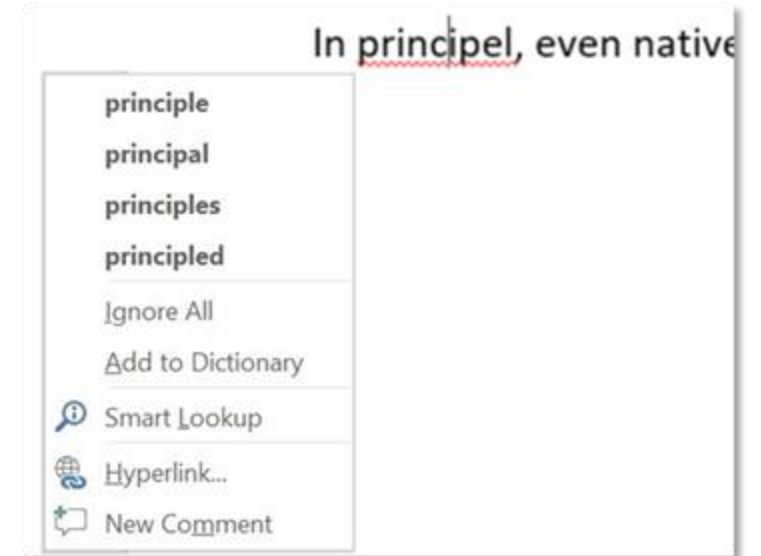 In principel, even native
principle
principal
principles
principled
Ignore All
Add to Dictionary
Smart Lookup
Hyperlink...
New Comment